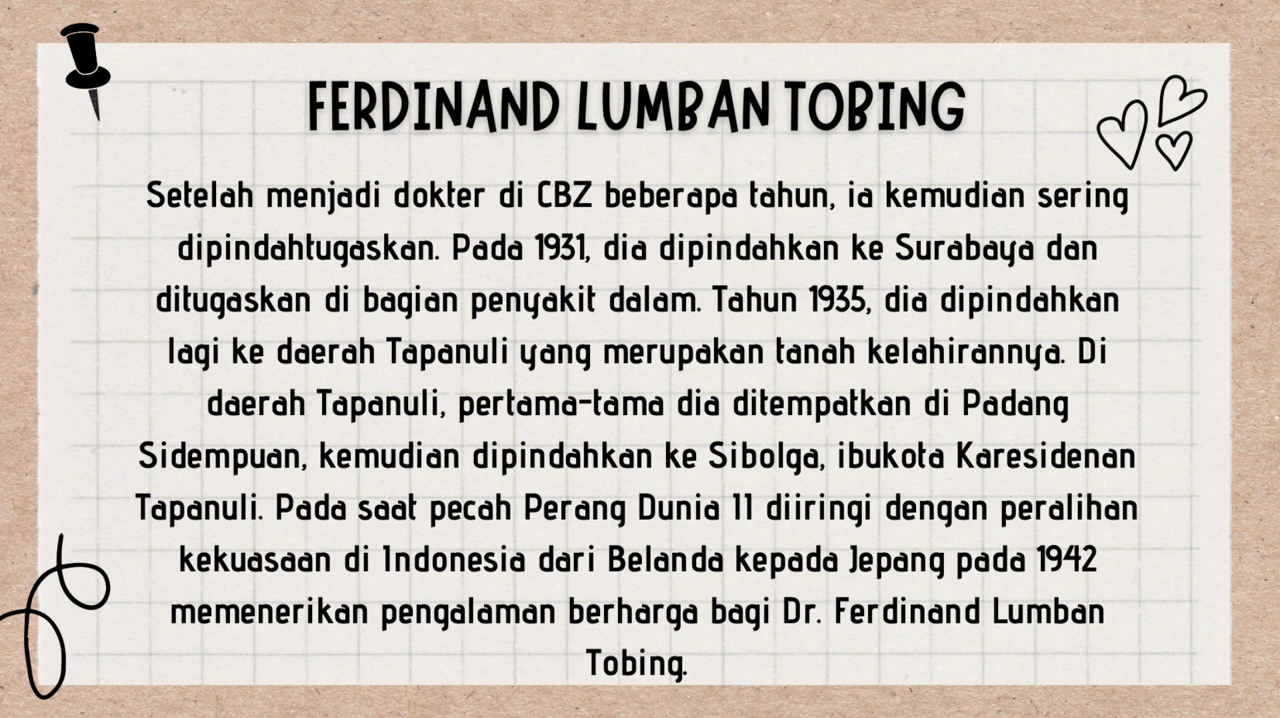 FERDINAND LUMBAN TOBING
Setelah menjadi dokter di CBZ beberapa tahun, ia kemudian sering
dipindahtugaskan. Pada 1931, dia dipindahkan ke Surabaya dan
ditugaskan di bagian penyakit dalam. Tahun 1935, dia dipindahkan
lagi ke daerah Tapanuli yang merupakan tanah kelahirannya. Di
daerah Tapanuli, pertama-tama dia ditempatkan di Padang
Sidempuan, kemudian dipindahkan ke Sibolga, ibukota Karesidenan
Tapanuli. Pada saat pecah Perang Dunia II diiringi dengan peralihan
kekuasaan di Indonesia dari Belanda kepada Jepang pada 1942
memenerikan pengalaman berharga bagi Dr. Ferdinand Lumban
Tobing.